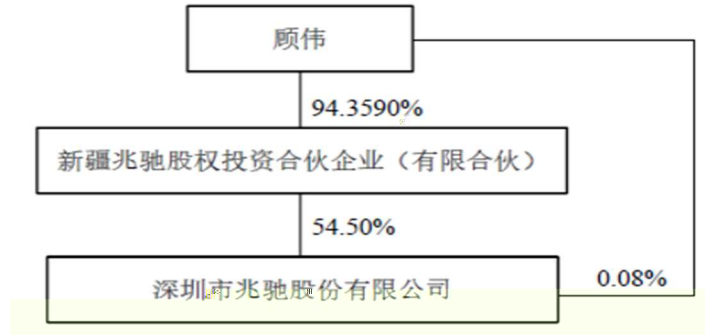 顾伟
94.3590%
新疆兆驰股权投资合伙企业（有限合伙）
54.50%
0.08%
深圳市兆驰股份有限公司